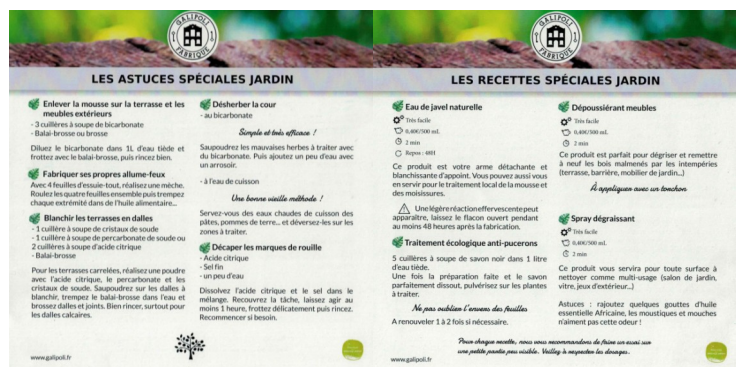 GALIPOLI
FABRIQUE
LES ASTUCES SPÉCIALES JARDIN
Enlever la mousse sur la terrasse et les
meubles extérieurs
- 3 cuillères à soupe de bicarbonate
- Balai-brosse ou brosse
Diluez le bicarbonate dans 1L d'eau tiède et
frottez avec le balai-brosse, puis rincez bien.
Fabriquer ses propres allume-feux
Avec 4 feuilles d'essuie-tout, réalisez une mèche.
Roulez les quatre feuilles ensemble puis trempez
chaque extrémité dans de l'huile alimentaire...
Blanchir les terrasses en dalles
- 1 cuillère à soupe de cristaux de soude
- 1 cuillère à soupe de percarbonate de soude ou
2 cuillères à soupe d'acide citrique
- Balai-brosse
Pour les terrasses carrelées, réalisez une poudre
avec l'acide citrique, le percarbonate et les
cristaux de soude. Saupoudrez sur les dalles à
blanchir, trempez le balai-brosse dans l'eau et
brossez dalles et joints. Bien rincer, surtout pour
les dalles calcaires.
www.galipoli.fr
Désherber la cour
- au bicarbonate
Simple et très efficace !
Saupoudrez les mauvaises herbes à traiter avec
du bicarbonate. Puis ajoutez un peu d'eau avec
un arrosoir.
- à l'eau de cuisson
Une bonne vieille méthode !
Servez-vous des eaux chaudes de cuisson des
pâtes, pommes de terre... et déversez-les sur les
zones à traiter.
Décaper les marques de rouille
- Acide citrique
- Sel fin
- un peu d'eau
Dissolvez l'acide citrique et le sel dans le
mélange. Recouvrez la tâche, laissez agir au
moins 1 heure, frottez délicatement puis rincez.
Recommencer si besoin.
GALIPOLI
FABRIQUE
LES RECETTES SPÉCIALES JARDIN
Eau de javel naturelle
Très facile
0,40€/500 mL
2 min
Repos : 48H
Ce produit est votre arme détachante et
blanchissante d'appoint. Vous pouvez aussi vous
en servir pour le traitement local de la mousse et
des moisissures.
Une légère réaction effervescente peut
apparaître, laissez le flacon ouvert pendant
au moins 48 heures après la fabrication.
Traitement écologique anti-pucerons
5 cuillères à soupe de savon noir dans 1 litre
d'eau tiède.
Une fois la préparation faite et le savon
parfaitement dissout, pulvérisez sur les plantes
à traiter.
Ne pas oublier l'envers des feuilles
A renouveler 1 à 2 fois si nécessaire.
Dépoussiérant meubles
Très facile
0,40€/500 mL
2 min
Ce produit est parfait pour dégriser et remettre
à neuf les bois malmenés par les intempéries
(terrasse, barrière, mobilier de jardin...)
À appliquer avec un torchon
Spray dégraissant
Très facile
0,40€/500 mL
2 min
Ce produit vous servira pour toute surface à
nettoyer comme multi-usage (salon de jardin,
vitre, jeux d'extérieur...)
Astuces : rajoutez quelques gouttes d'huile
essentielle Africaine, les moustiques et mouches
n'aiment pas cette odeur !
Pour chaque recette, nous vous recommandons de faire un essai sur
une petite partie peu visible. Veillez à respecter les dosages.
www.galipoli.fr